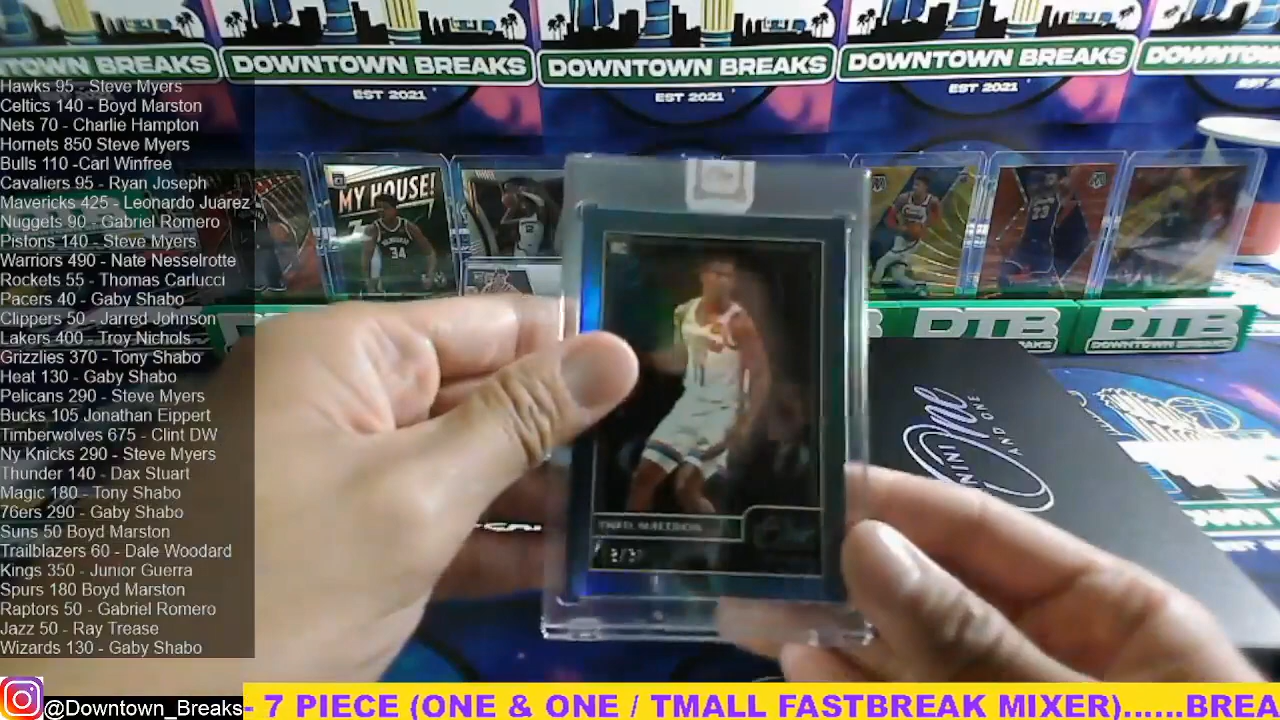 DOWNTOWN BREAKS
EST 2021
DOWNTOWN BREAKS
EST 2021
DOWNTOWN BREAKS
EST 2021
Hawks 95 - Steve Myers
Celtics 140 - Boyd Marston
Nets 70 - Charlie Hampton
Hornets 850 Steve Myers
Bulls 110 -Carl Winfree
Cavaliers 95 - Ryan Joseph
Mavericks 425 - Leonardo Juarez
Nuggets 90 - Gabriel Romero
Pistons 140 - Steve Myers
Warriors 490 - Nate Nesselrotte
Rockets 55 - Thomas Carlucci
Pacers 40 - Gaby Shabo
Clippers 50 - Jarred Johnson
Lakers 400 - Troy Nichols
Grizzlies 370 - Tony Shabo
Heat 130 - Gaby Shabo
Pelicans 290 - Steve Myers
Bucks 105 Jonathan Eippert
Timberwolves 675 - Clint DW
Ny Knicks 290 - Steve Myers
Thunder 140 - Dax Stuart
Magic 180 - Tony Shabo
76ers 290 - Gaby Shabo
Suns 50 Boyd Marston
Trailblazers 60 - Dale Woodard
Kings 350 - Junior Guerra
Spurs 180 Boyd Marston
Raptors 50 - Gabriel Romero
Jazz 50 - Ray Trease
Wizards 130 - Gaby Shabo
MY HOUSE!
34
23
DTB
DOWNTOWN BREAKS
DTB
DOWNTOWN BREAKS
One
AND ONE
@Downtown_Breaks
- 7 PIECE (ONE & ONE / TMALL FASTBREAK MIXER)......BREA